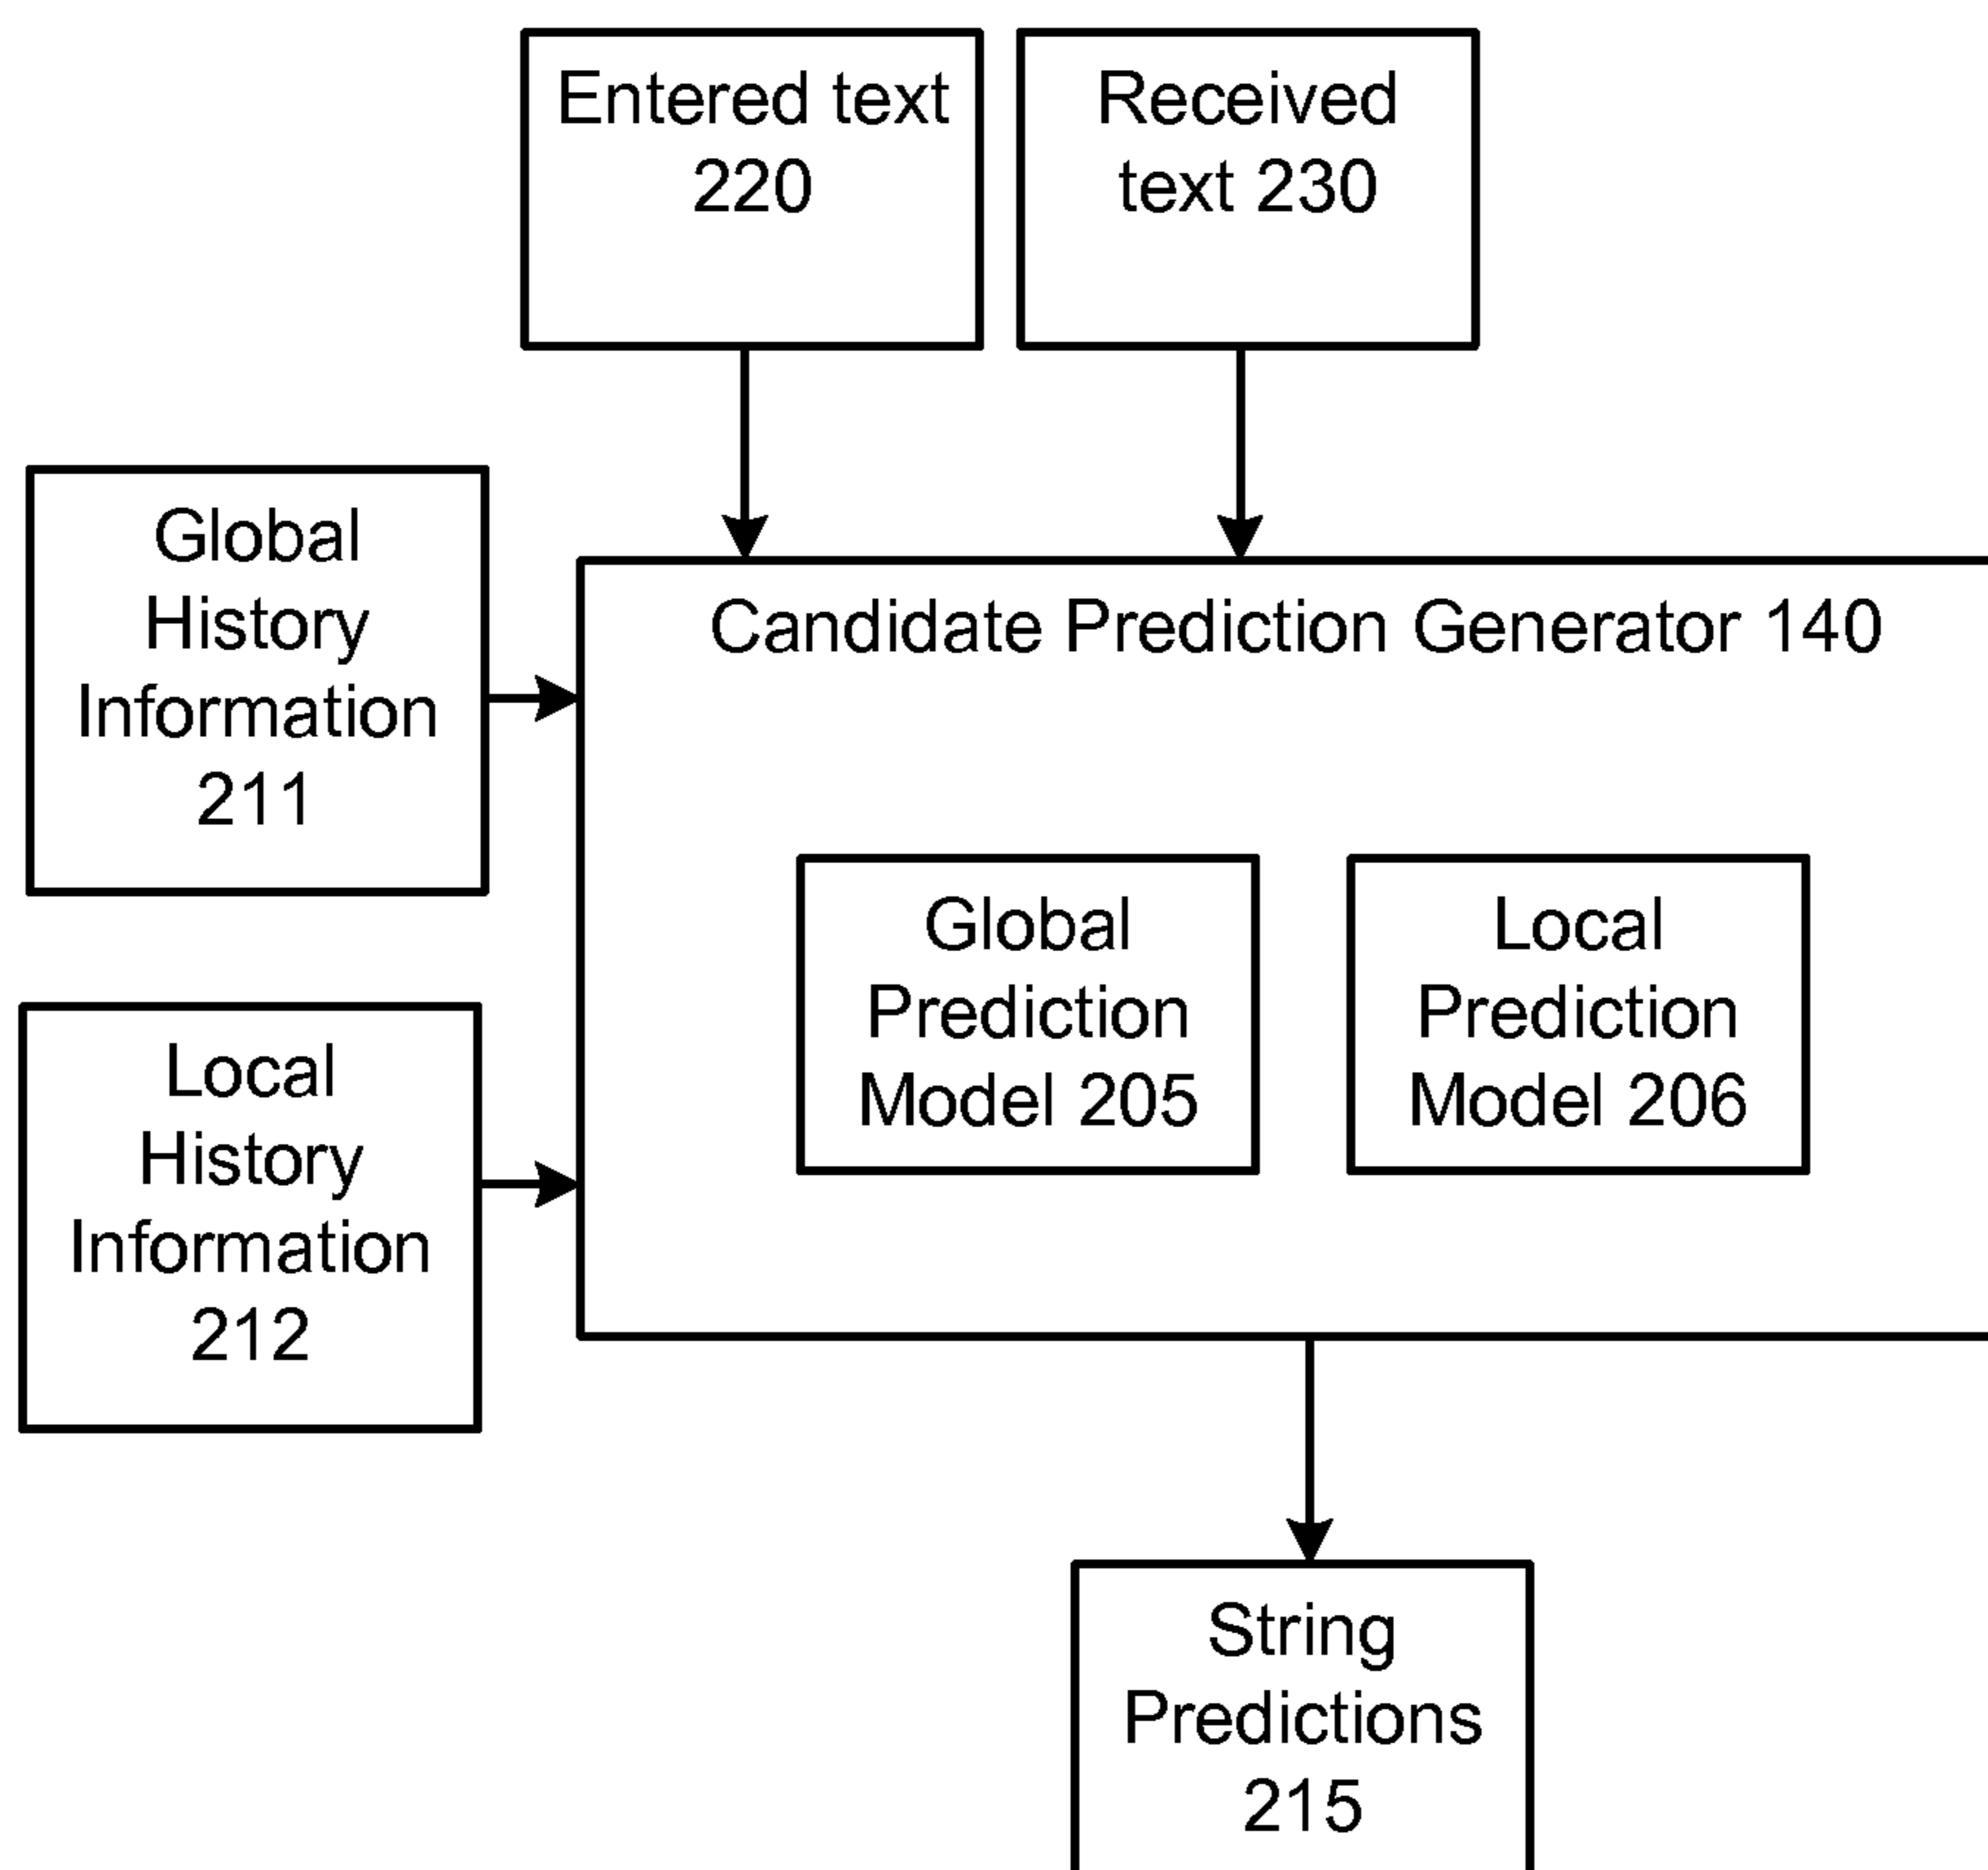 Entered text
220
Received
text 230
Global
History
Information
211
Candidate Prediction Generator 140
Global
Prediction
Model 205
Local
Prediction
Model 206
Local
History
Information
212
String
Predictions
215